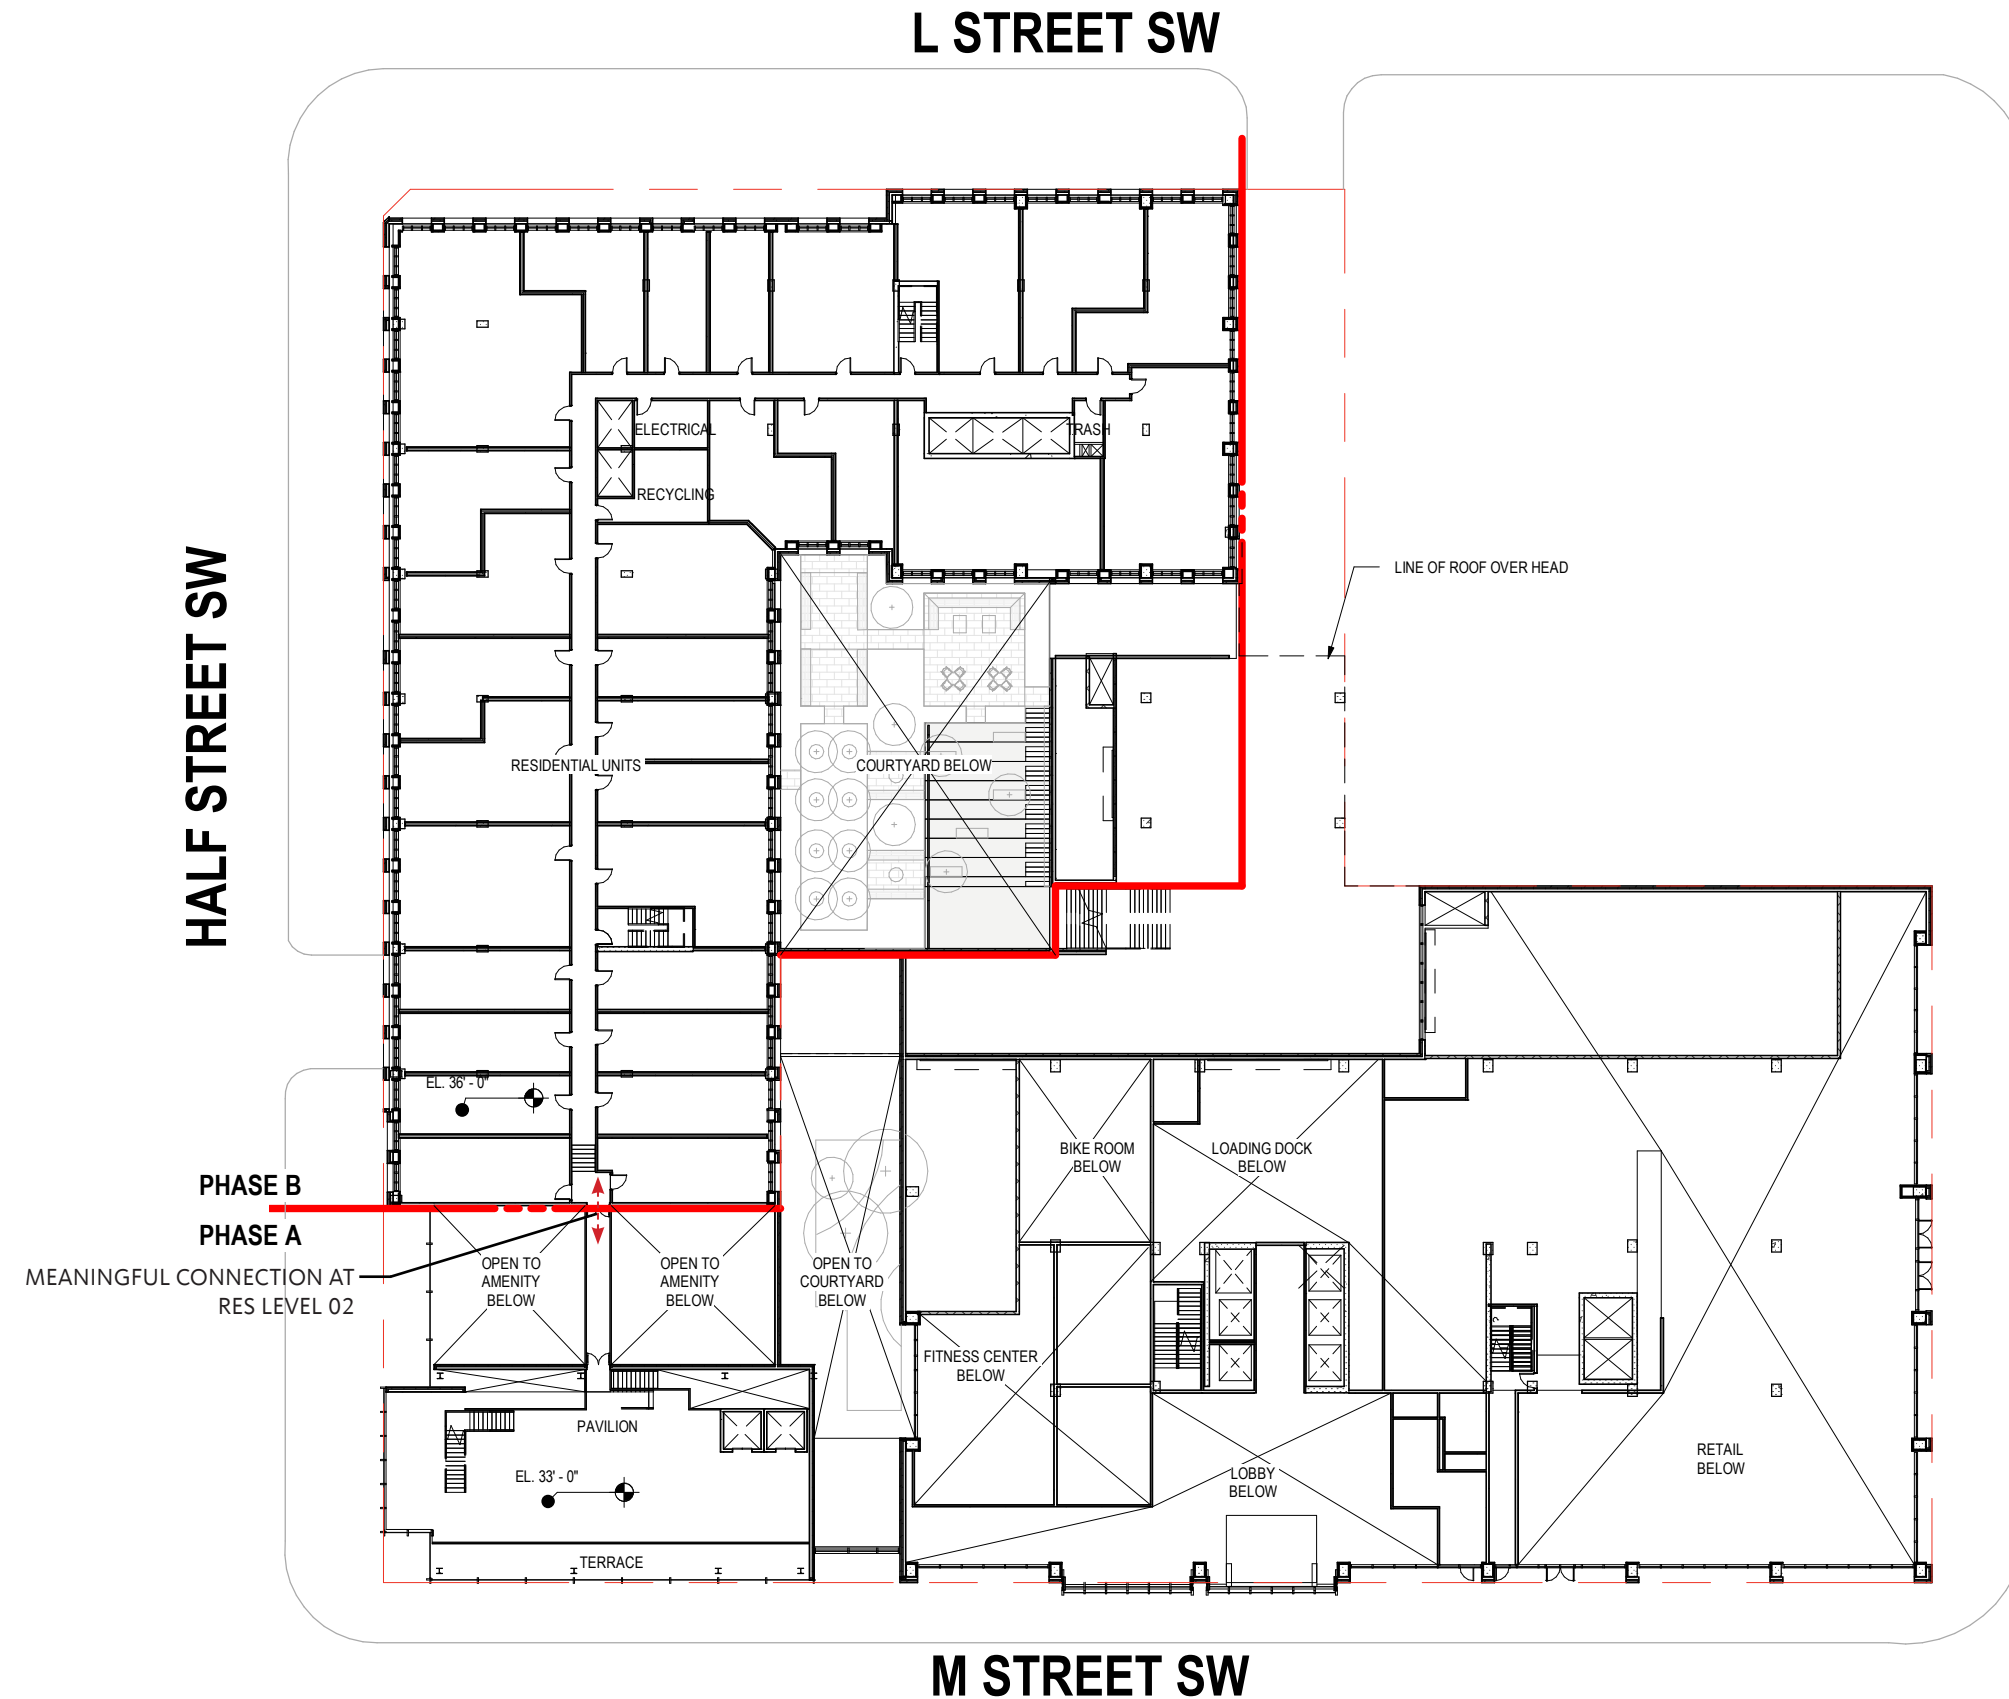 L STREET SW
HALF STREET SW
ELECTRICAL
TRASH
RECYCLING
LINE OF ROOF OVER HEAD
RESIDENTIAL UNITS
COURTYARD BELOW
EL. 36' - 0"
PHASE B
PHASE A
MEANINGFUL CONNECTION AT
RES LEVEL 02
OPEN TO
AMENITY
BELOW
OPEN TO
AMENITY
BELOW
OPEN TO
COURTYARD
BELOW
BIKE ROOM
BELOW
LOADING DOCK
BELOW
FITNESS CENTER
BELOW
PAVILION
EL. 33' - 0"
LOBBY
BELOW
RETAIL
BELOW
TERRACE
M STREET SW